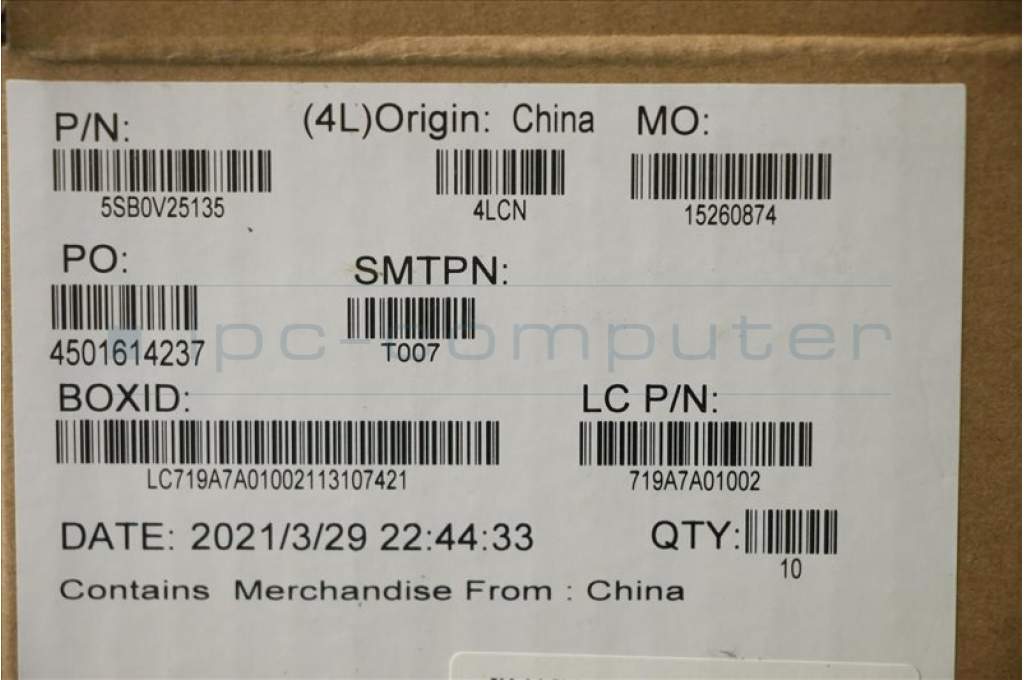 P/N:
(4L)Origin: China
MO:
5SB0V25135
4LCN
15260874
PO:
SMTPN:
4501614237
T007
ipc-computer
BOXID:
LC P/N:
LC719A7A01002113107421
719A7A01002
DATE: 2021/3/29 22:44:33
QTY:
10
Contains Merchandise From : China